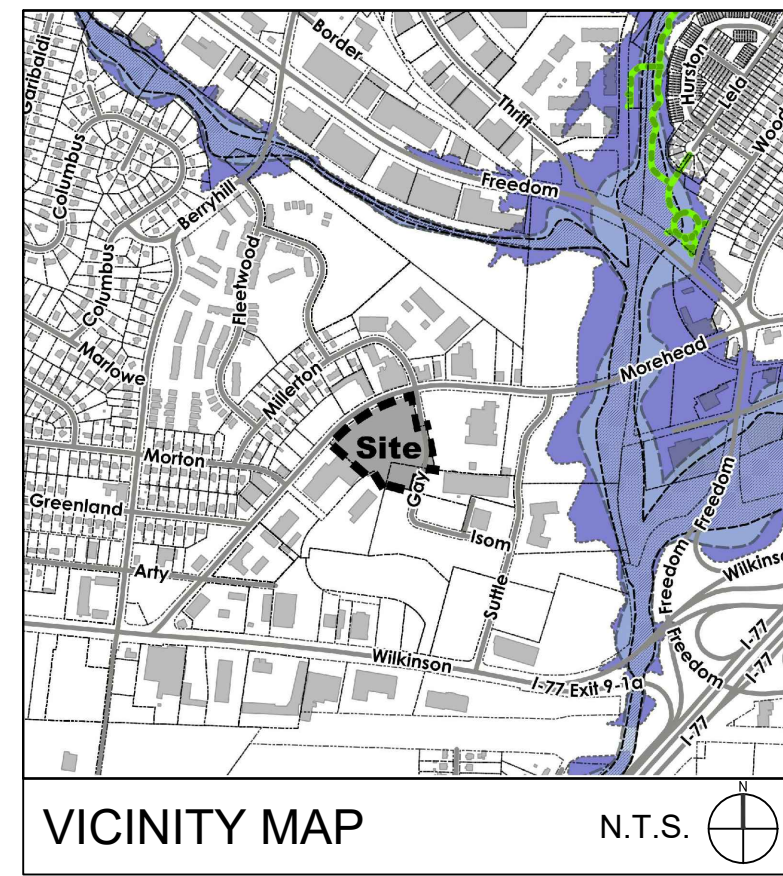 Border
Garibaldi
Hurston
Lela
Thrift
Columbus
Freedom
Berryhill
Columbus
Fleetwood
Marlowe
Morehead
Millerton
Site
Morton
Gay
Greenland
Isom
Freedom
Arty
Suttle
Freedom
Wilkinson
Freedom
I-77
I-77
I-77 Exit 9-1a
I-77
VICINITY MAP
N.T.S.
N